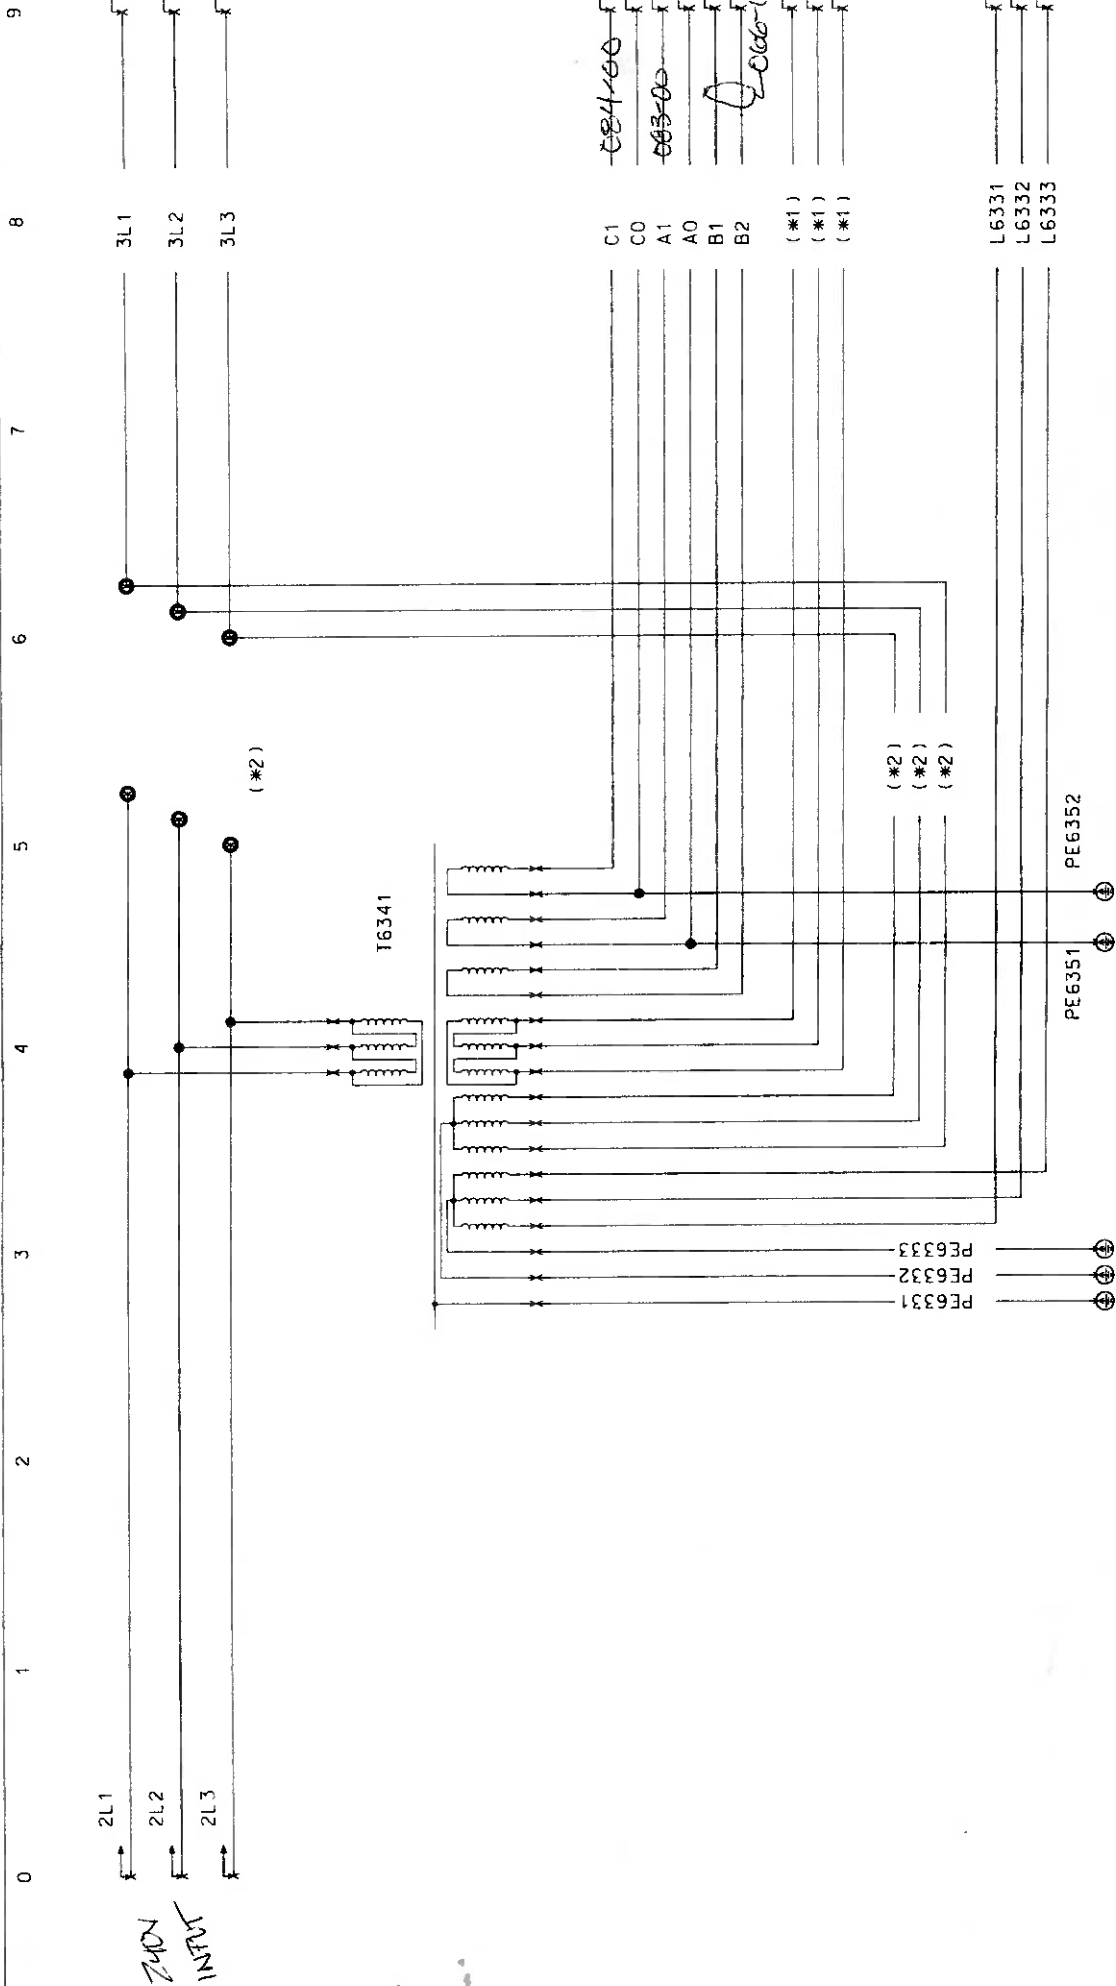 0 1 2 3 4 5 6 7 8 9
240V
INPUT
2L1
2L2
2L3
3L1
3L2
3L3
(*2)
T6341
C1
C0
A1
A0
B1
B2
(*1)
(*1)
(*1)
(*2)
(*2)
(*2)
L6331
L6332
L6333
PE6333
PE6332
PE6331
PE6351
PE6352